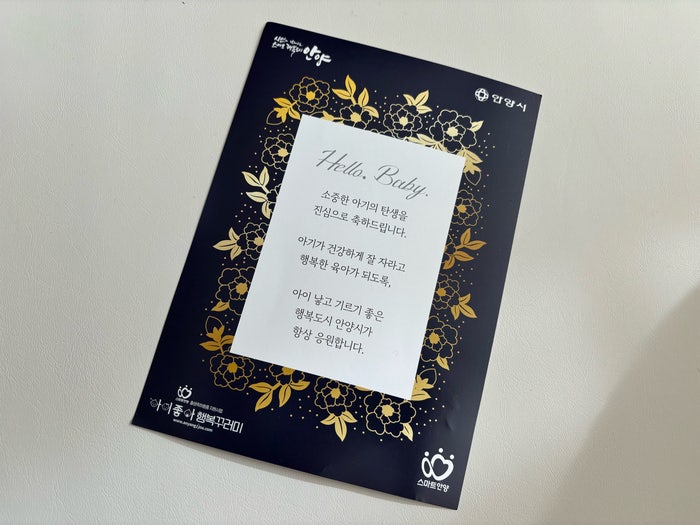 안양
안양시
Hello. Baby.
소중한 아기의 탄생을
진심으로 축하드립니다.
아기가 건강하게 잘 자라고
행복한 육아가 되도록,
아이 낳고 기르기 좋은
행복도시 안양시가
항상 응원합니다.
아이좋아 행복꾸러미
스마트안양